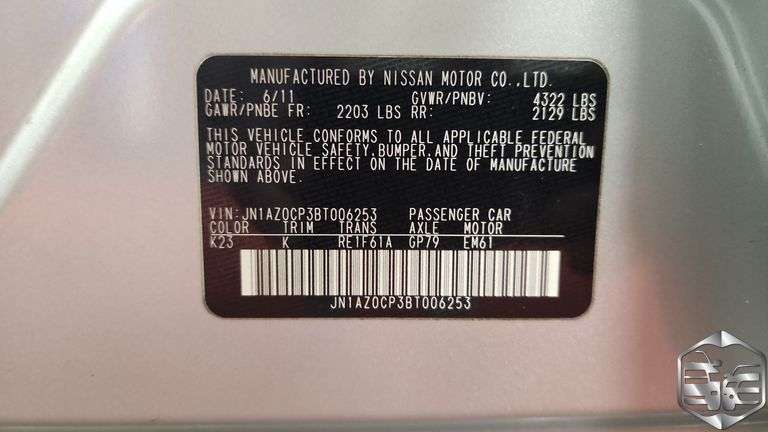 MANUFACTURED BY NISSAN MOTOR CO.,LTD.
DATE: 6/11 GVWR/PNBV: 4322 LBS
GAWR/PNBE FR: 2203 LBS RR: 2129 LBS
THIS VEHICLE CONFORMS TO ALL APPLICABLE FEDERAL
MOTOR VEHICLE SAFETY,BUMPER,AND THEFT PREVENTION
STANDARDS IN EFFECT ON THE DATE OF MANUFACTURE
SHOWN ABOVE.
VIN:JN1AZ0CP3BT006253 PASSENGER CAR
COLOR TRIM TRANS AXLE MOTOR
K23 K RE1F61A GP79 EM61
JN1AZ0CP3BT006253